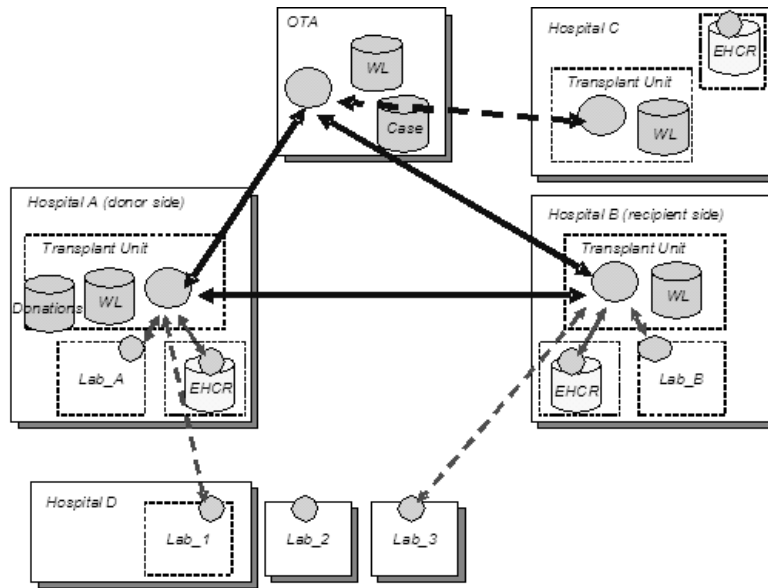 OTA
WL
Case
Hospital C
EHCR
Transplant Unit
WL
Hospital A (donor side)
Transplant Unit
Donations
WL
Lab_A
EHCR
Hospital B (recipient side)
Transplant Unit
WL
EHCR
Lab_B
Hospital D
Lab_1
Lab_2
Lab_3